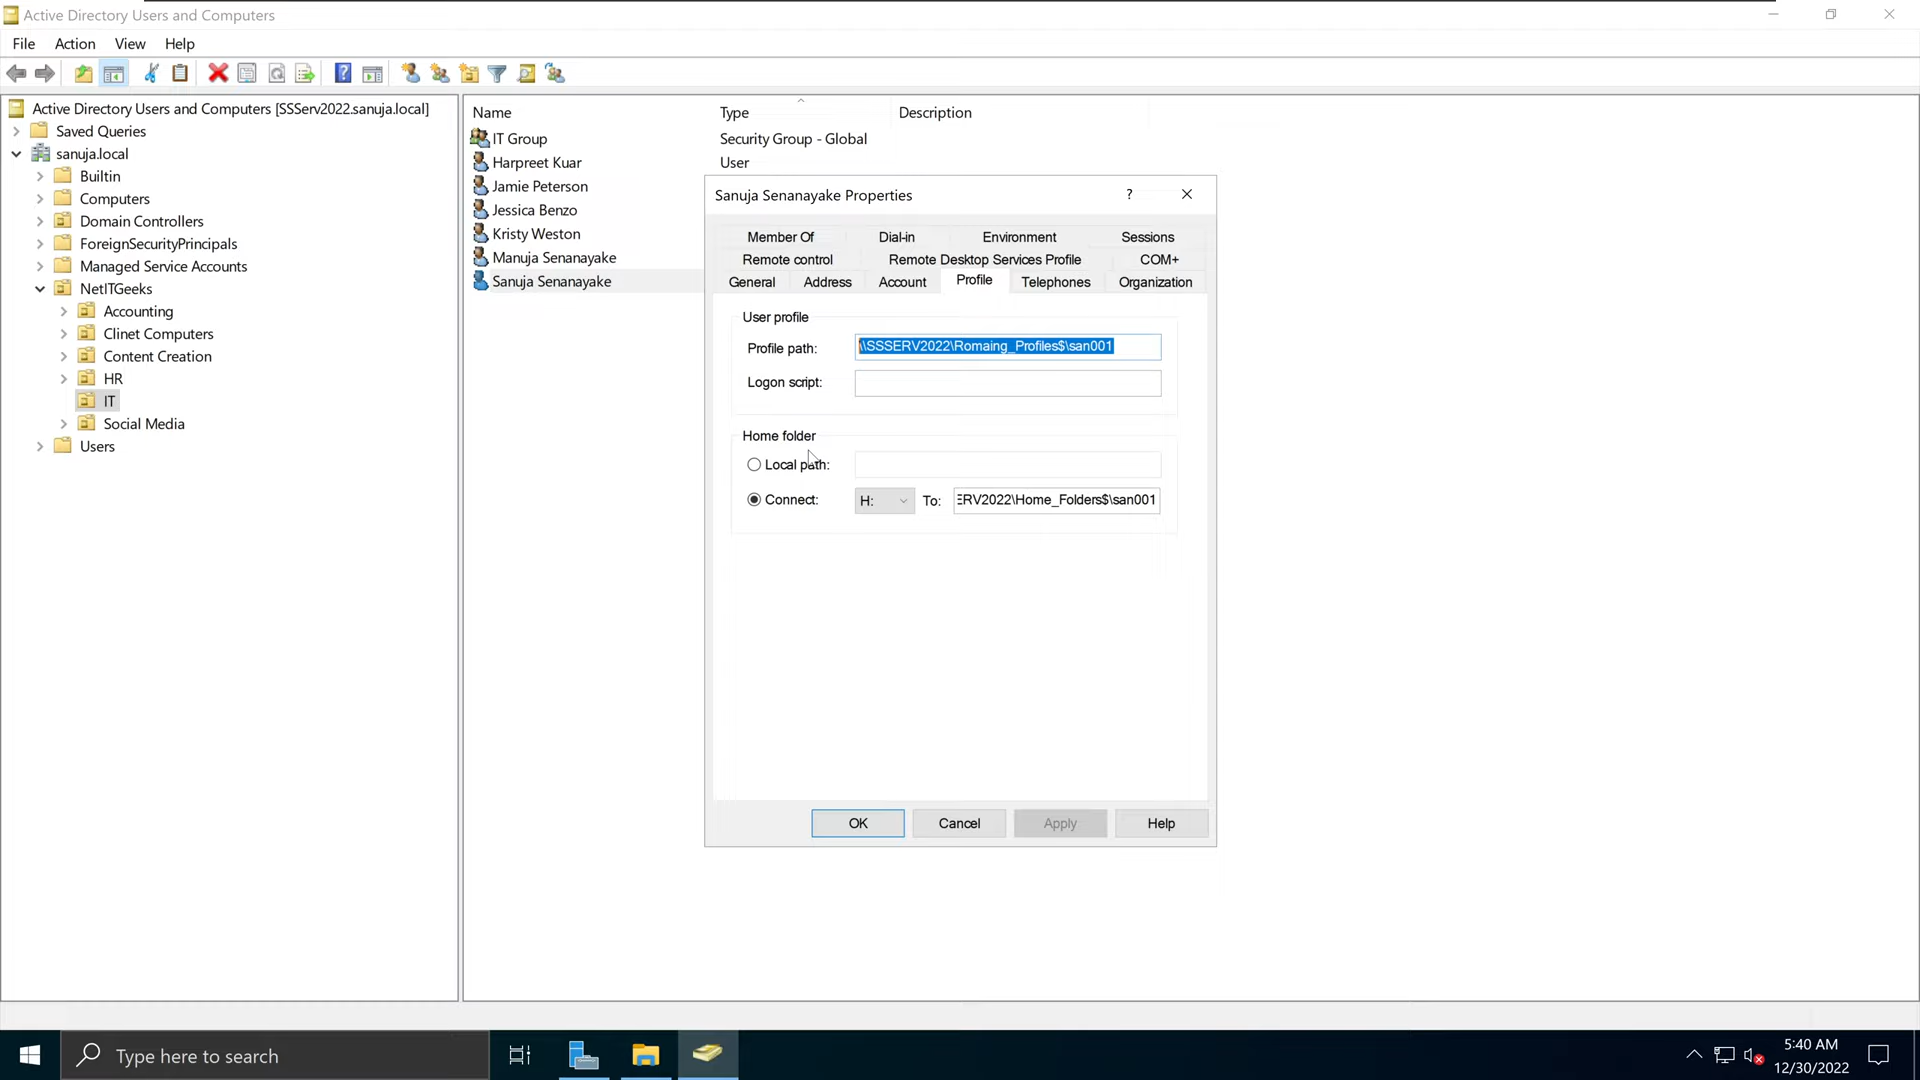 Active Directory Users and Computers
File Action View Help
Active Directory Users and Computers [SSServ2022.sanuja.local]
Saved Queries
sanuja.local
Builtin
Computers
Domain Controllers
ForeignSecurityPrincipals
Managed Service Accounts
NetITGeeks
Accounting
Clinet Computers
Content Creation
HR
IT
Social Media
Users
Name Type Description
IT Group Security Group - Global
Harpreet Kuar User
Jamie Peterson
Jessica Benzo
Kristy Weston
Manuja Senanayake
Sanuja Senanayake
Sanuja Senanayake Properties
Member Of Dial-in Environment Sessions
Remote control Remote Desktop Services Profile COM+
General Address Account Profile Telephones Organization
User profile
Profile path: \\SSSERV2022\Romaing_Profiles$\san001
Logon script:
Home folder
Local path:
Connect: H: To: ERV2022\Home_Folders$\san001
OK Cancel Apply Help
Type here to search
5:40 AM
12/30/2022